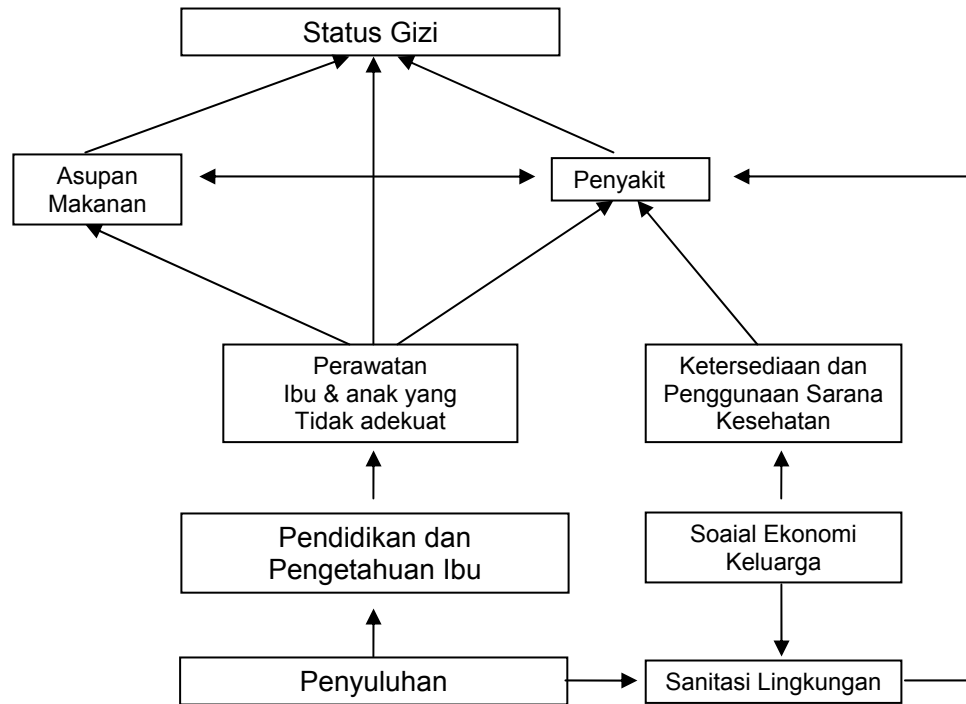 Status Gizi
Asupan
Makanan
Penyakit
Perawatan
Ibu & anak yang
Tidak adekuat
Ketersediaan dan
Penggunaan Sarana
Kesehatan
Pendidikan dan
Pengetahuan Ibu
Soaial Ekonomi
Keluarga
Penyuluhan
Sanitasi Lingkungan